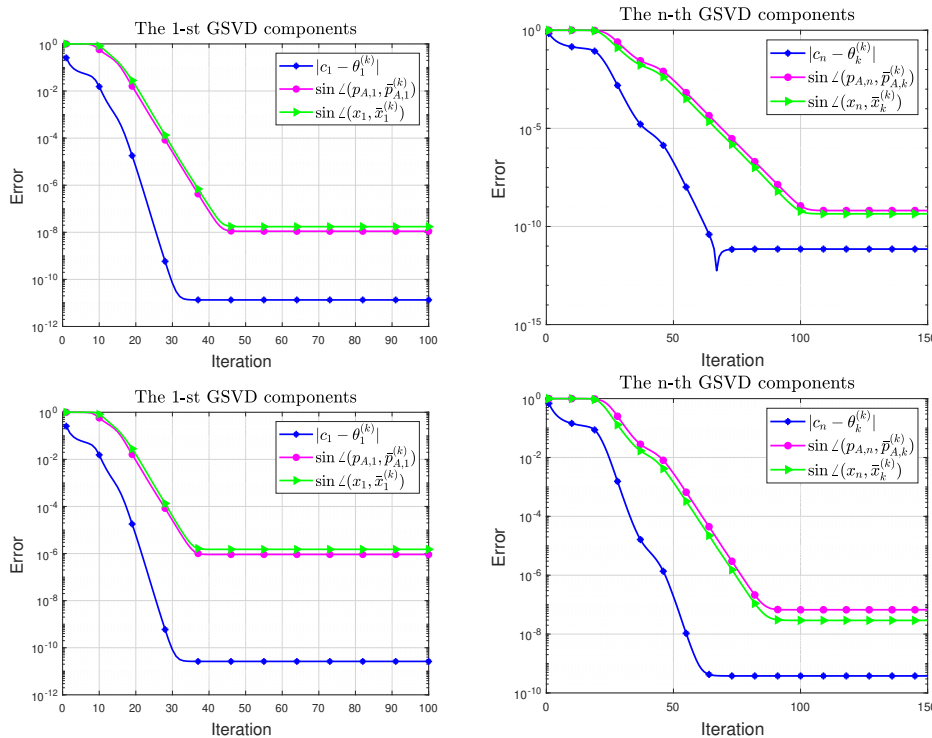 The 1-st GSVD components
10^0
10^-2
10^-4
10^-6
10^-8
10^-10
10^-12
Error
|c_1 − θ_1^(k)|
sin∠(p_{A,1}, p̄_{A,1}^(k))
sin∠(x_1, x̄_1^(k))
0 10 20 30 40 50 60 70 80 90 100
Iteration
The n-th GSVD components
10^0
10^-5
10^-10
10^-15
Error
|c_n − θ_k^(k)|
sin∠(p_{A,n}, p̄_{A,k}^(k))
sin∠(x_n, x̄_k^(k))
0 50 100 150
Iteration
The 1-st GSVD components
10^0
10^-2
10^-4
10^-6
10^-8
10^-10
10^-12
Error
|c_1 − θ_1^(k)|
sin∠(p_{A,1}, p̄_{A,1}^(k))
sin∠(x_1, x̄_1^(k))
0 10 20 30 40 50 60 70 80 90 100
Iteration
The n-th GSVD components
10^0
10^-2
10^-4
10^-6
10^-8
10^-10
Error
|c_n − θ_k^(k)|
sin∠(p_{A,n}, p̄_{A,k}^(k))
sin∠(x_n, x̄_k^(k))
0 50 100 150
Iteration